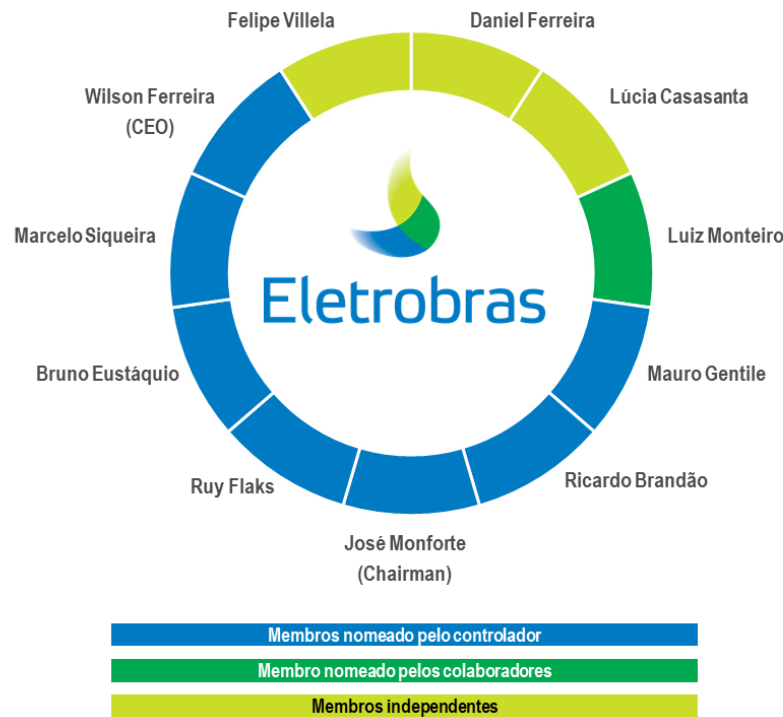 Felipe Villela
Daniel Ferreira
Wilson Ferreira
(CEO)
Lúcia Casasanta
Marcelo Siqueira
Luiz Monteiro
Eletrobras
Bruno Eustáquio
Mauro Gentile
Ruy Flaks
Ricardo Brandão
José Monforte
(Chairman)
Membros nomeado pelo controlador
Membro nomeado pelos colaboradores
Membros independentes